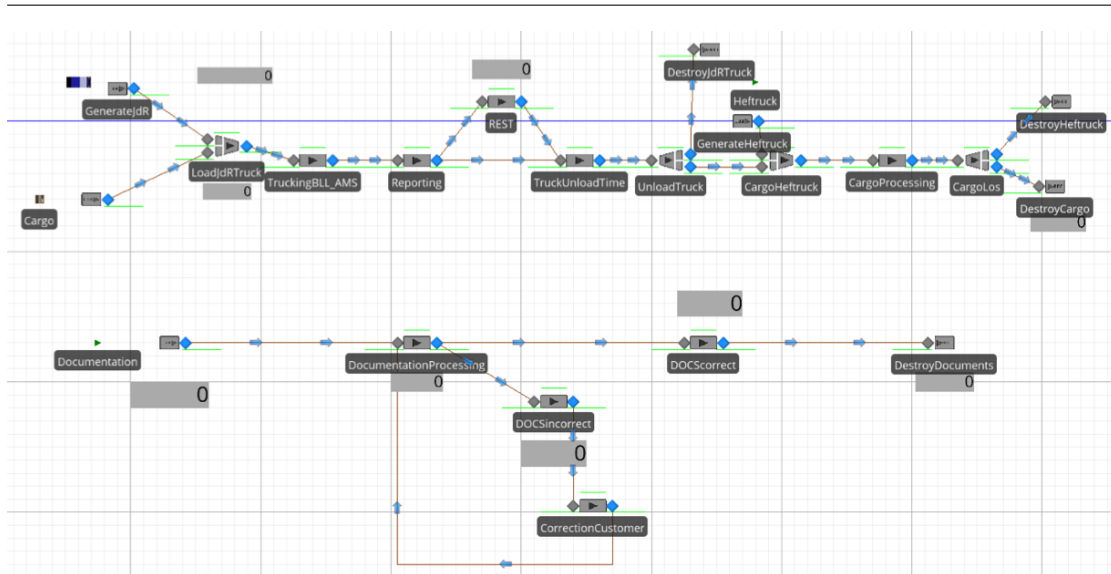 0
0
DestroyJdRTruck
GenerateJdR
Heftruck
REST
DestroyHeftruck
GenerateHeftruck
LoadJdRTruck
TruckingBLL_AMS
Reporting
TruckUnloadTime
UnloadTruck
CargoHeftruck
CargoProcessing
CargoLos
0
Cargo
DestroyCargo
0
0
Documentation
DocumentationProcessing
DOCScorrect
DestroyDocuments
0
0
0
DOCSincorrect
0
CorrectionCustomer